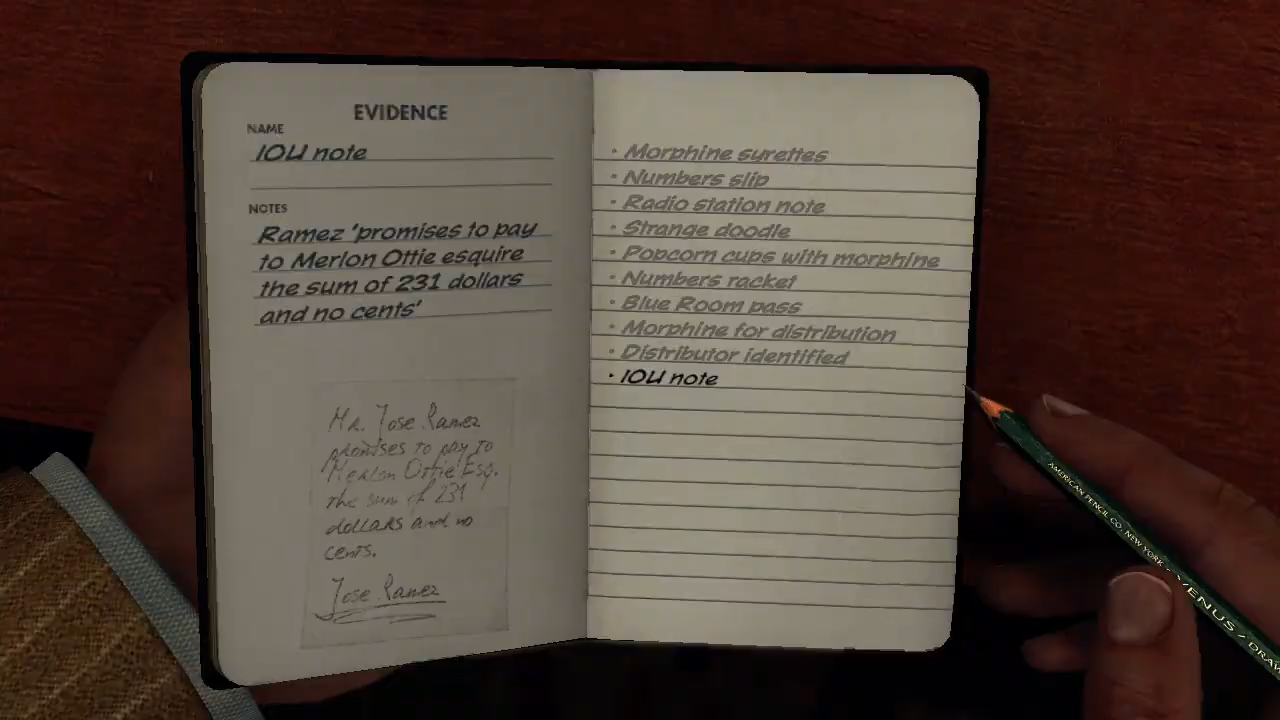 EVIDENCE
NAME
IOU note
NOTES
Ramez 'promises to pay
to Merlon Ottie esquire
the sum of 231 dollars
and no cents'
Mr. Jose Ramez
promises to pay to
Merlon Ottie Esq.
the sum of 231
dollars and no
cents.
Jose Ramez
• Morphine syrettes
• Numbers slip
• Radio station note
• Strange doodle
• Popcorn cups with morphine
• Numbers racket
• Blue Room pass
• Morphine for distribution
• Distributor identified
• IOU note
AMERICAN PENCIL CO. NEW YORK VENUS / DRAW